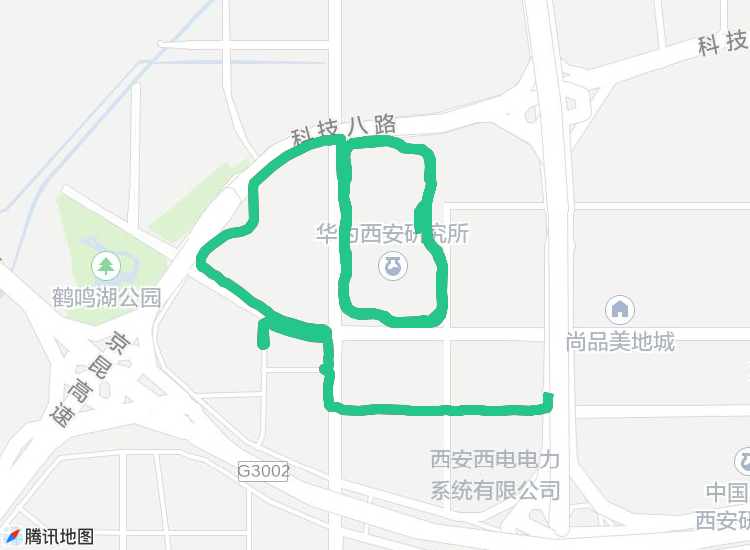 科技
科技八路
华为西安研究所
鹤鸣湖公园
尚品美地城
京昆高速
西安西电电力
系统有限公司
G3002
中国
西安研
腾讯地图